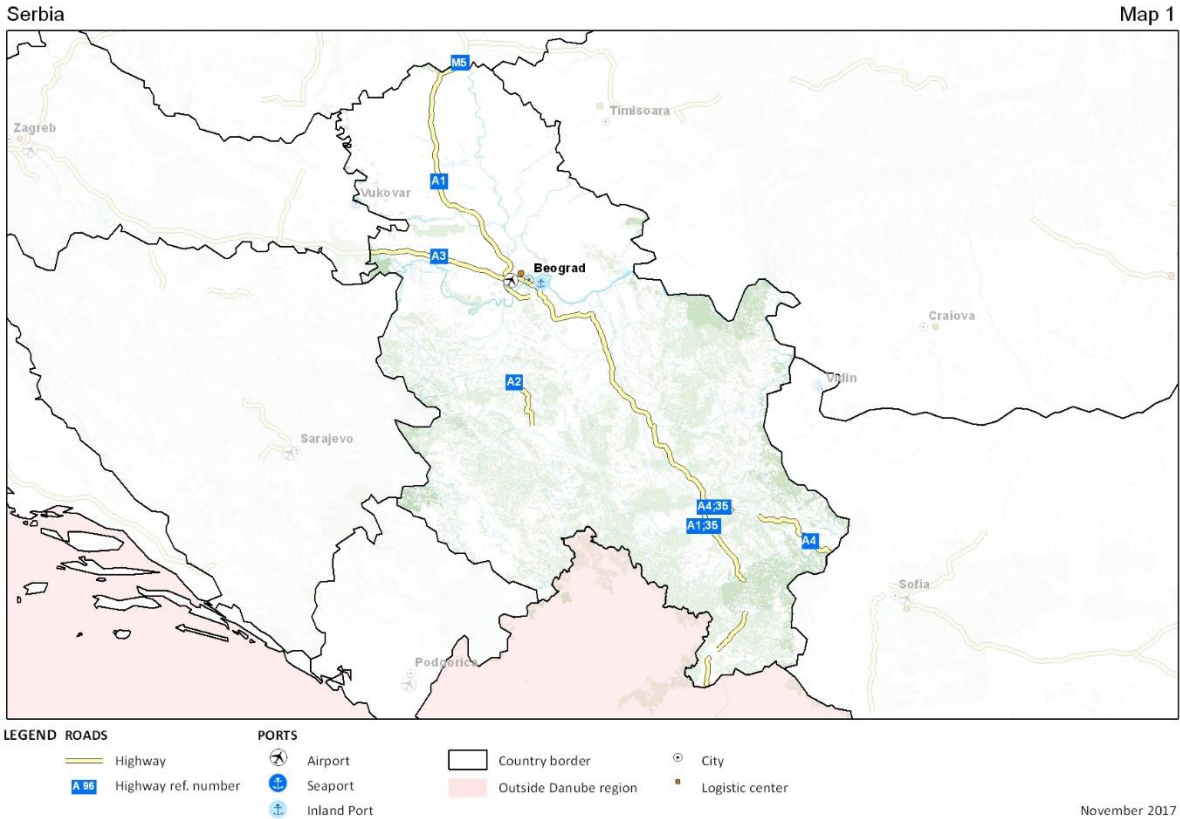 Serbia
Map 1
M5
Timisoara
Zagreb
A1
Vukovar
A3
Beograd
Craiova
A2
Vidin
Sarajevo
A4;35
A1;35
A4
Sofia
Podgorica
LEGEND ROADS PORTS
Highway Airport Country border City
A 96 Highway ref. number Seaport Outside Danube region Logistic center
Inland Port
November 2017